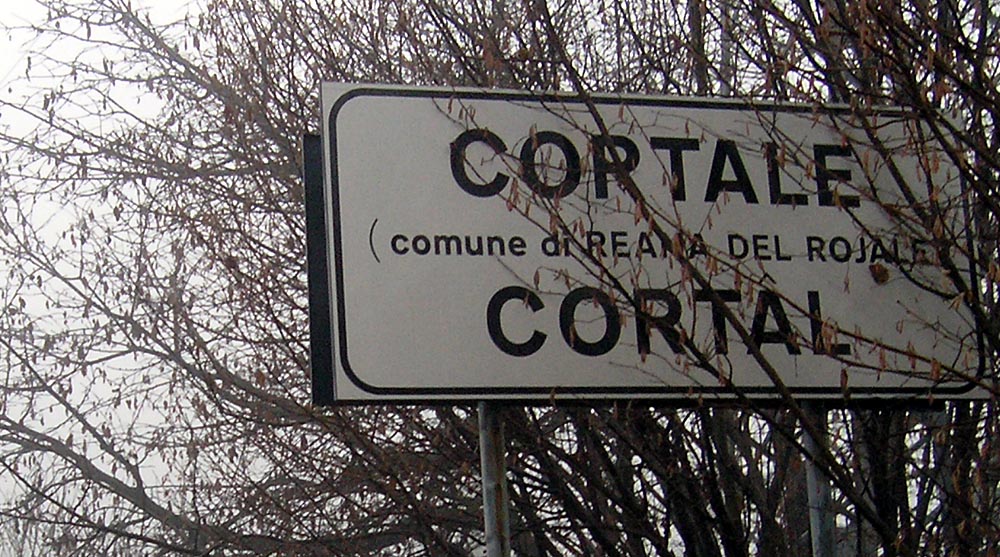 CORTALE
(comune di REANA DEL ROJALE
CORTAL